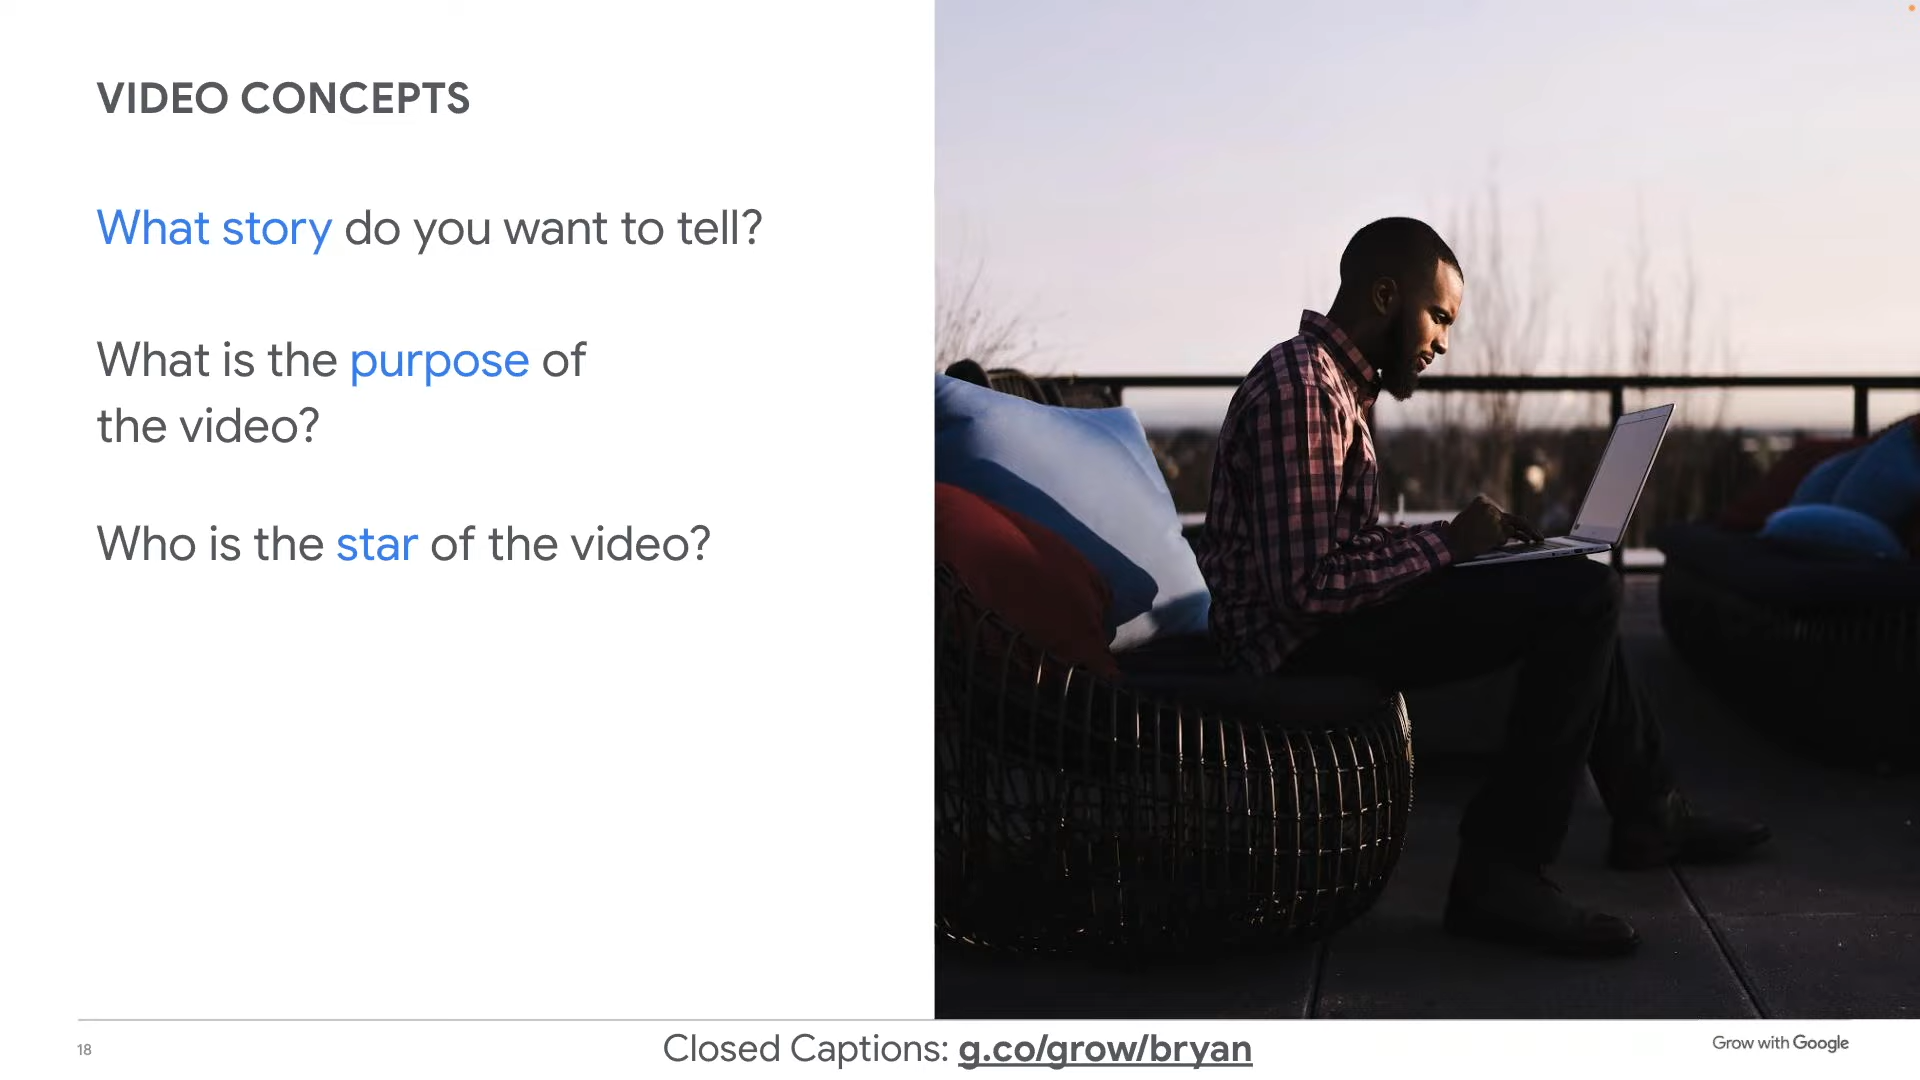 VIDEO CONCEPTS
What story do you want to tell?
What is the purpose of
the video?
Who is the star of the video?
18
Closed Captions: g.co/grow/bryan
Grow with Google